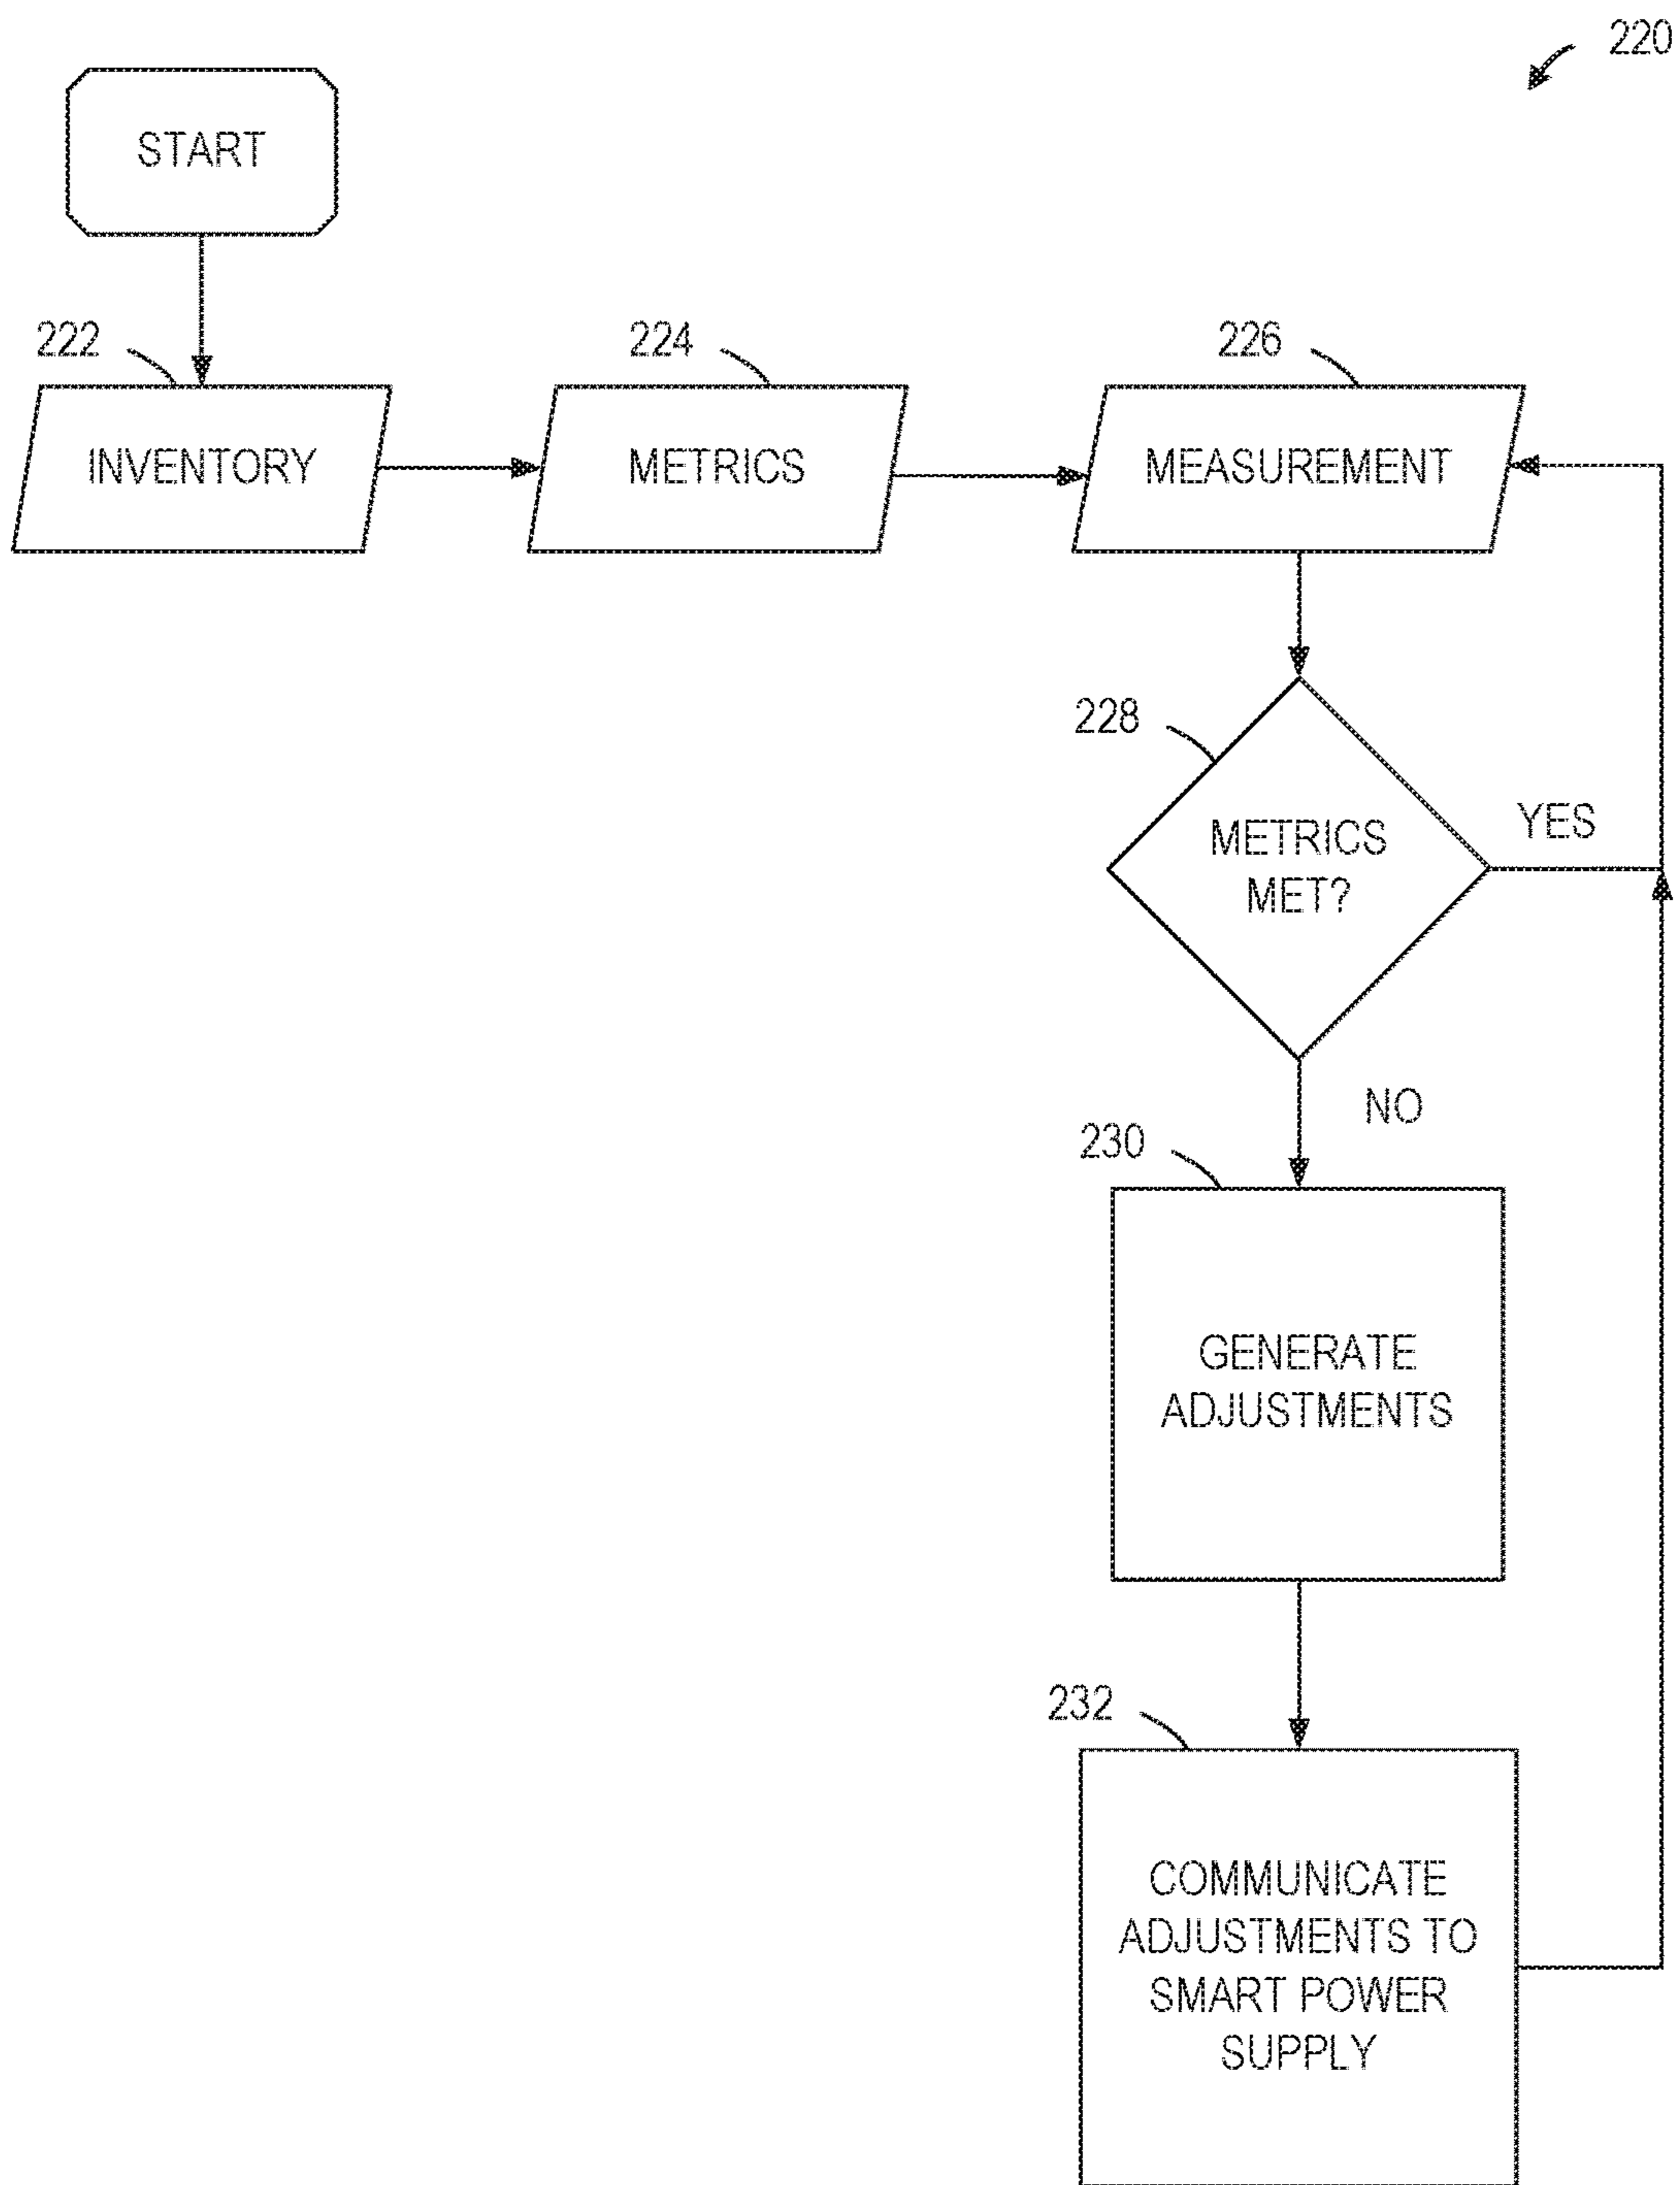 220
START
222
224
226
INVENTORY
METRICS
MEASUREMENT
228
METRICS
MET?
YES
NO
230
GENERATE
ADJUSTMENTS
232
COMMUNICATE
ADJUSTMENTS TO
SMART POWER
SUPPLY